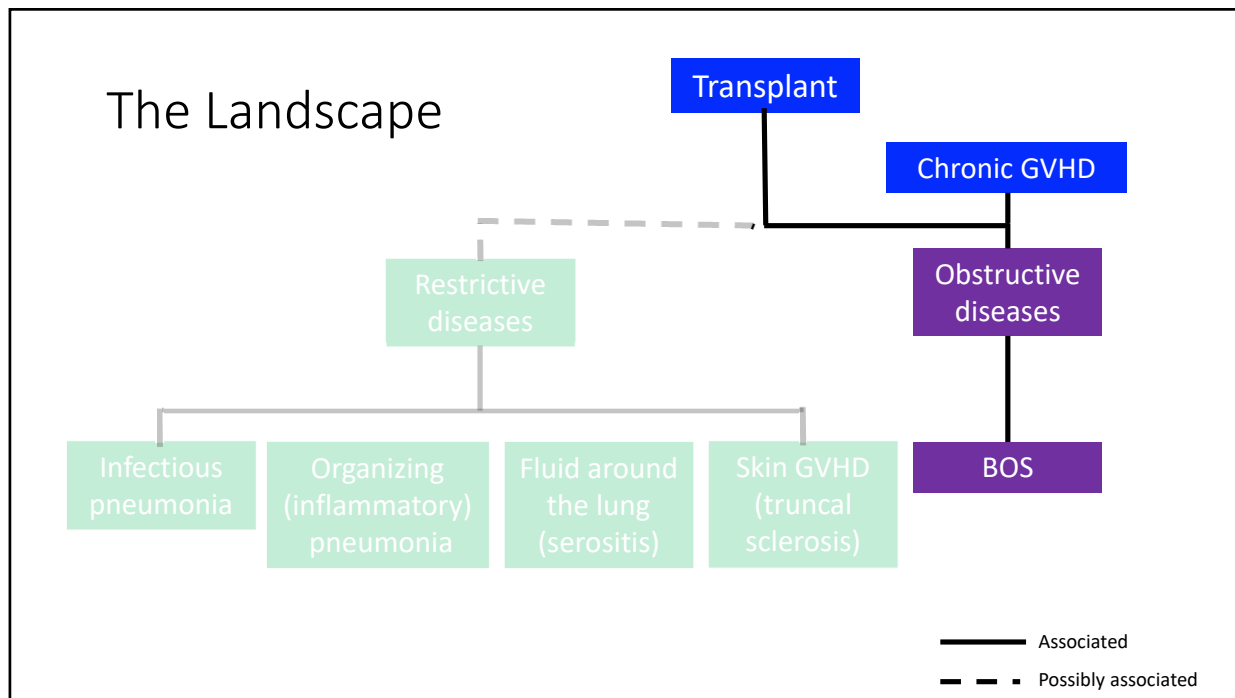 The Landscape
Transplant
Chronic GVHD
Restrictive
diseases
Obstructive
diseases
Infectious
pneumonia
Organizing
(inflammatory)
pneumonia
Fluid around
the lung
(serositis)
Skin GVHD
(truncal
sclerosis)
BOS
Associated
Possibly associated